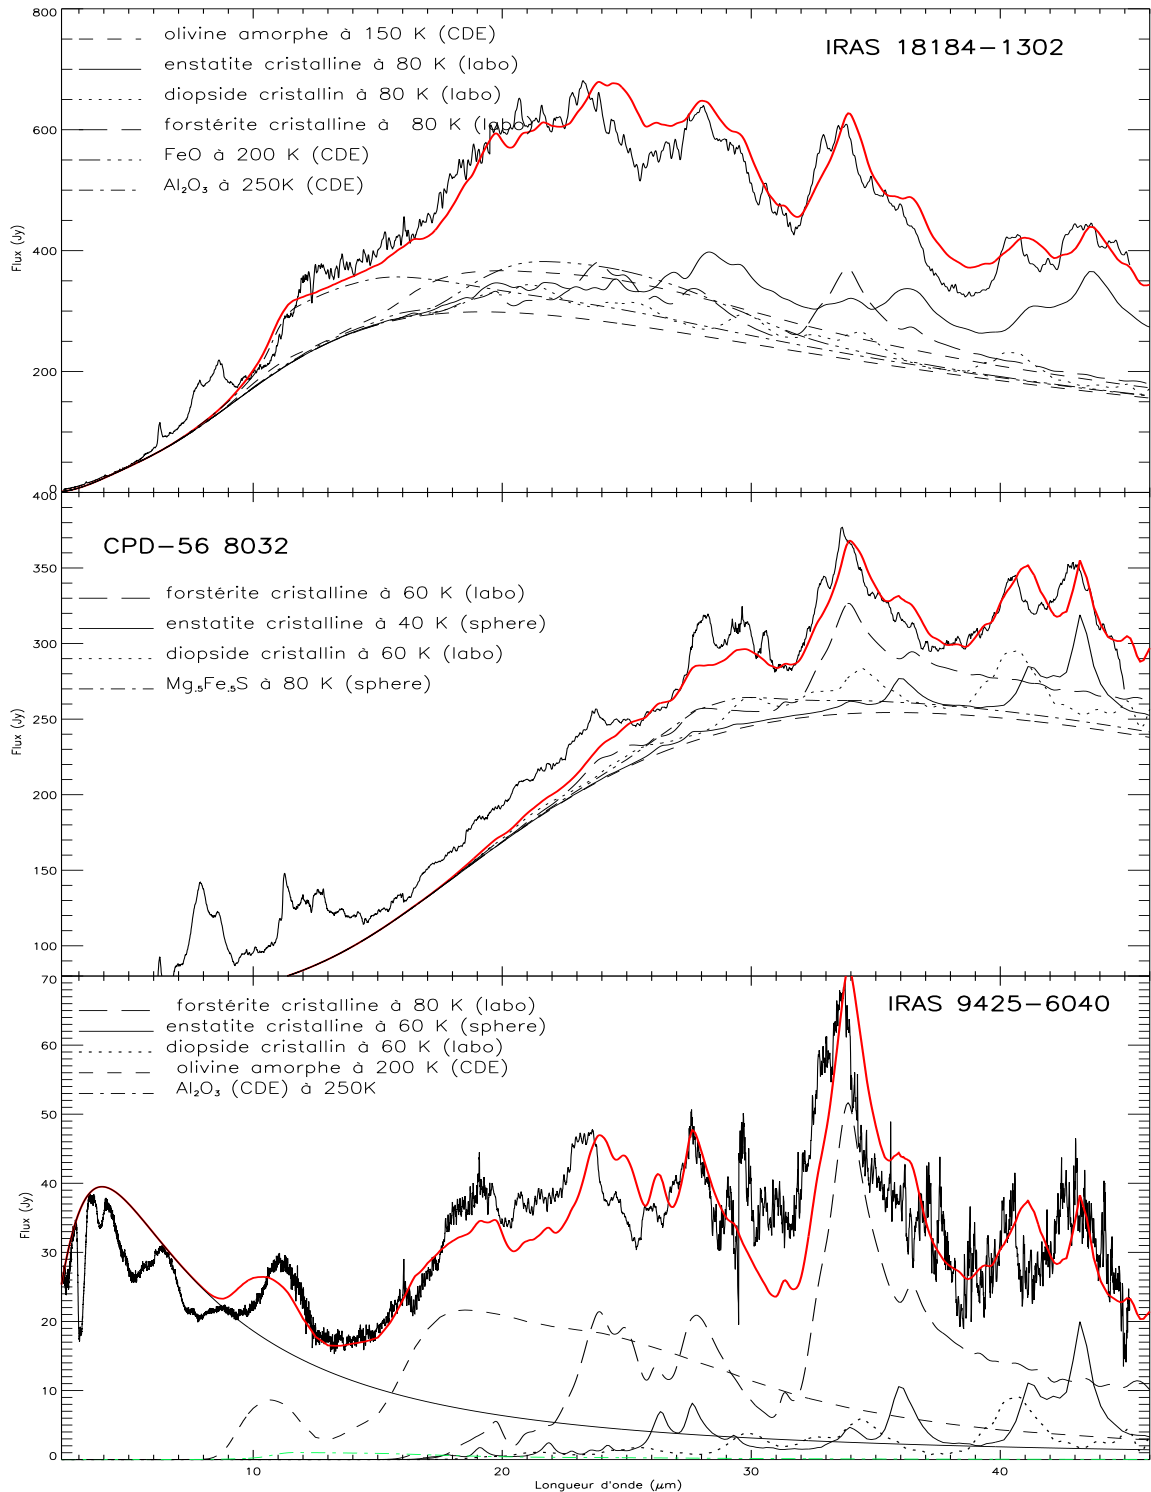 800
olivine amorphe à 150 K (CDE)
IRAS 18184−1302
enstatite cristalline à 80 K (labo)
diopside cristallin à 80 K (labo)
600
forstérite cristalline à 80 K (labo)
FeO à 200 K (CDE)
Al₂O₃ à 250K (CDE)
Flux (Jy)
400
200
0
400
CPD−56 8032
350
forstérite cristalline à 60 K (labo)
enstatite cristalline à 40 K (sphere)
300
diopside cristallin à 60 K (labo)
Mg.₅Fe.₅S à 80 K (sphere)
Flux (Jy)
250
200
150
100
70
forstérite cristalline à 80 K (labo)
IRAS 9425−6040
enstatite cristalline à 60 K (sphere)
60
diopside cristallin à 60 K (labo)
olivine amorphe à 200 K (CDE)
Al₂O₃ (CDE) à 250K
50
40
Flux (Jy)
30
20
10
0
10 20 30 40
Longueur d'onde (μm)